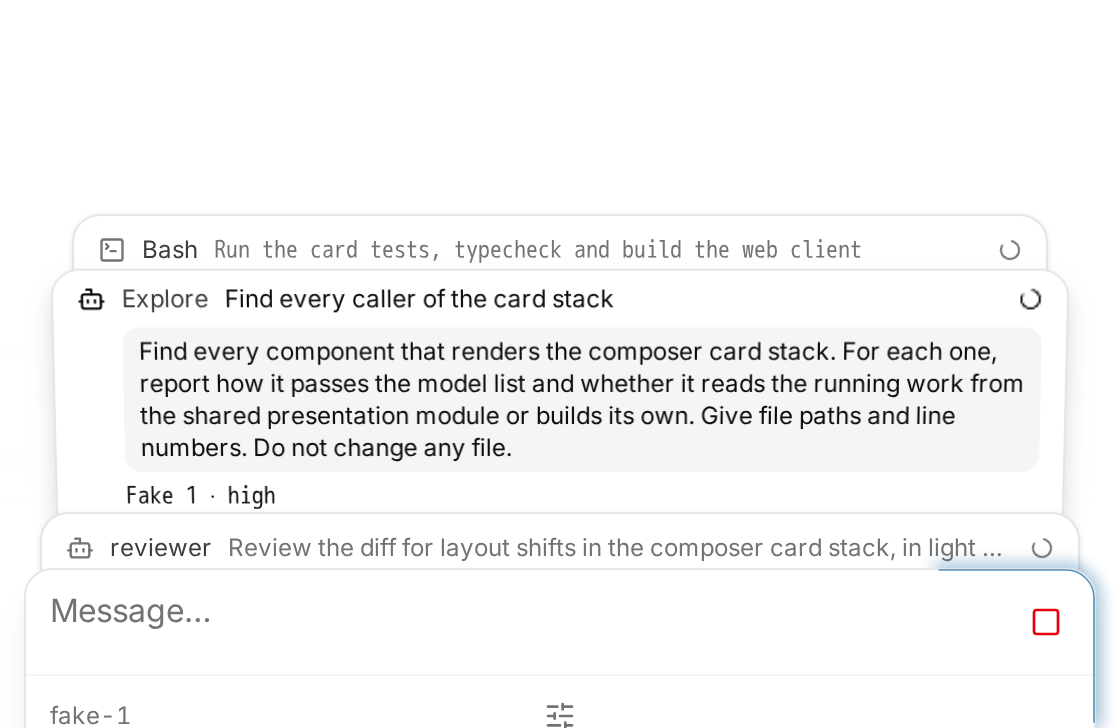 Bash Run the card tests, typecheck and build the web client
Explore Find every caller of the card stack
Find every component that renders the composer card stack. For each one,
report how it passes the model list and whether it reads the running work from
the shared presentation module or builds its own. Give file paths and line
numbers. Do not change any file.
Fake 1 · high
reviewer Review the diff for layout shifts in the composer card stack, in light ...
Message...
fake-1